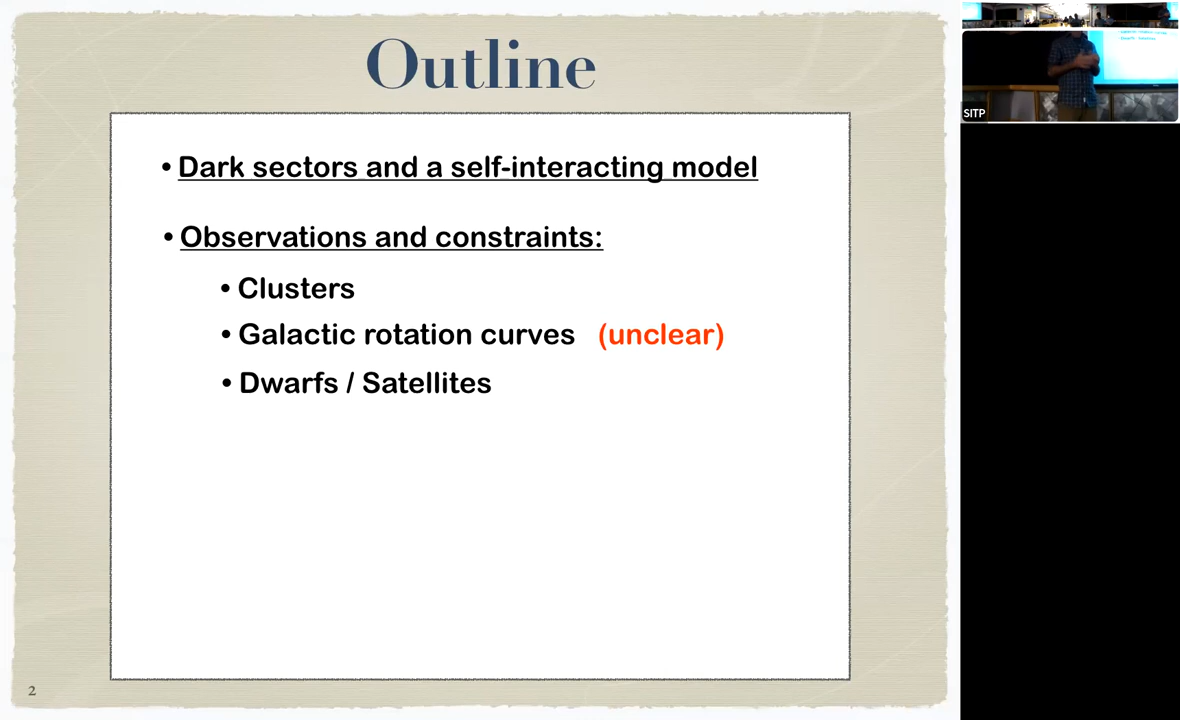 Outline
• Dark sectors and a self-interacting model
• Observations and constraints:
• Clusters
• Galactic rotation curves (unclear)
• Dwarfs / Satellites
2
SITP